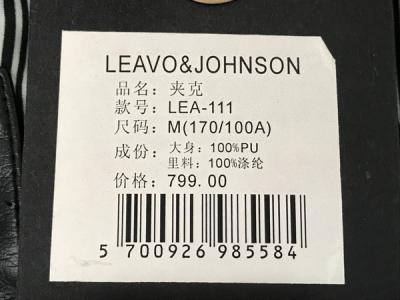 LEAVO&JOHNSON
品名：夹克
款号：LEA-111
尺码：M(170/100A)
成份：大身：100%PU
里料：100%涤纶
价格：799.00
5 700926 985584